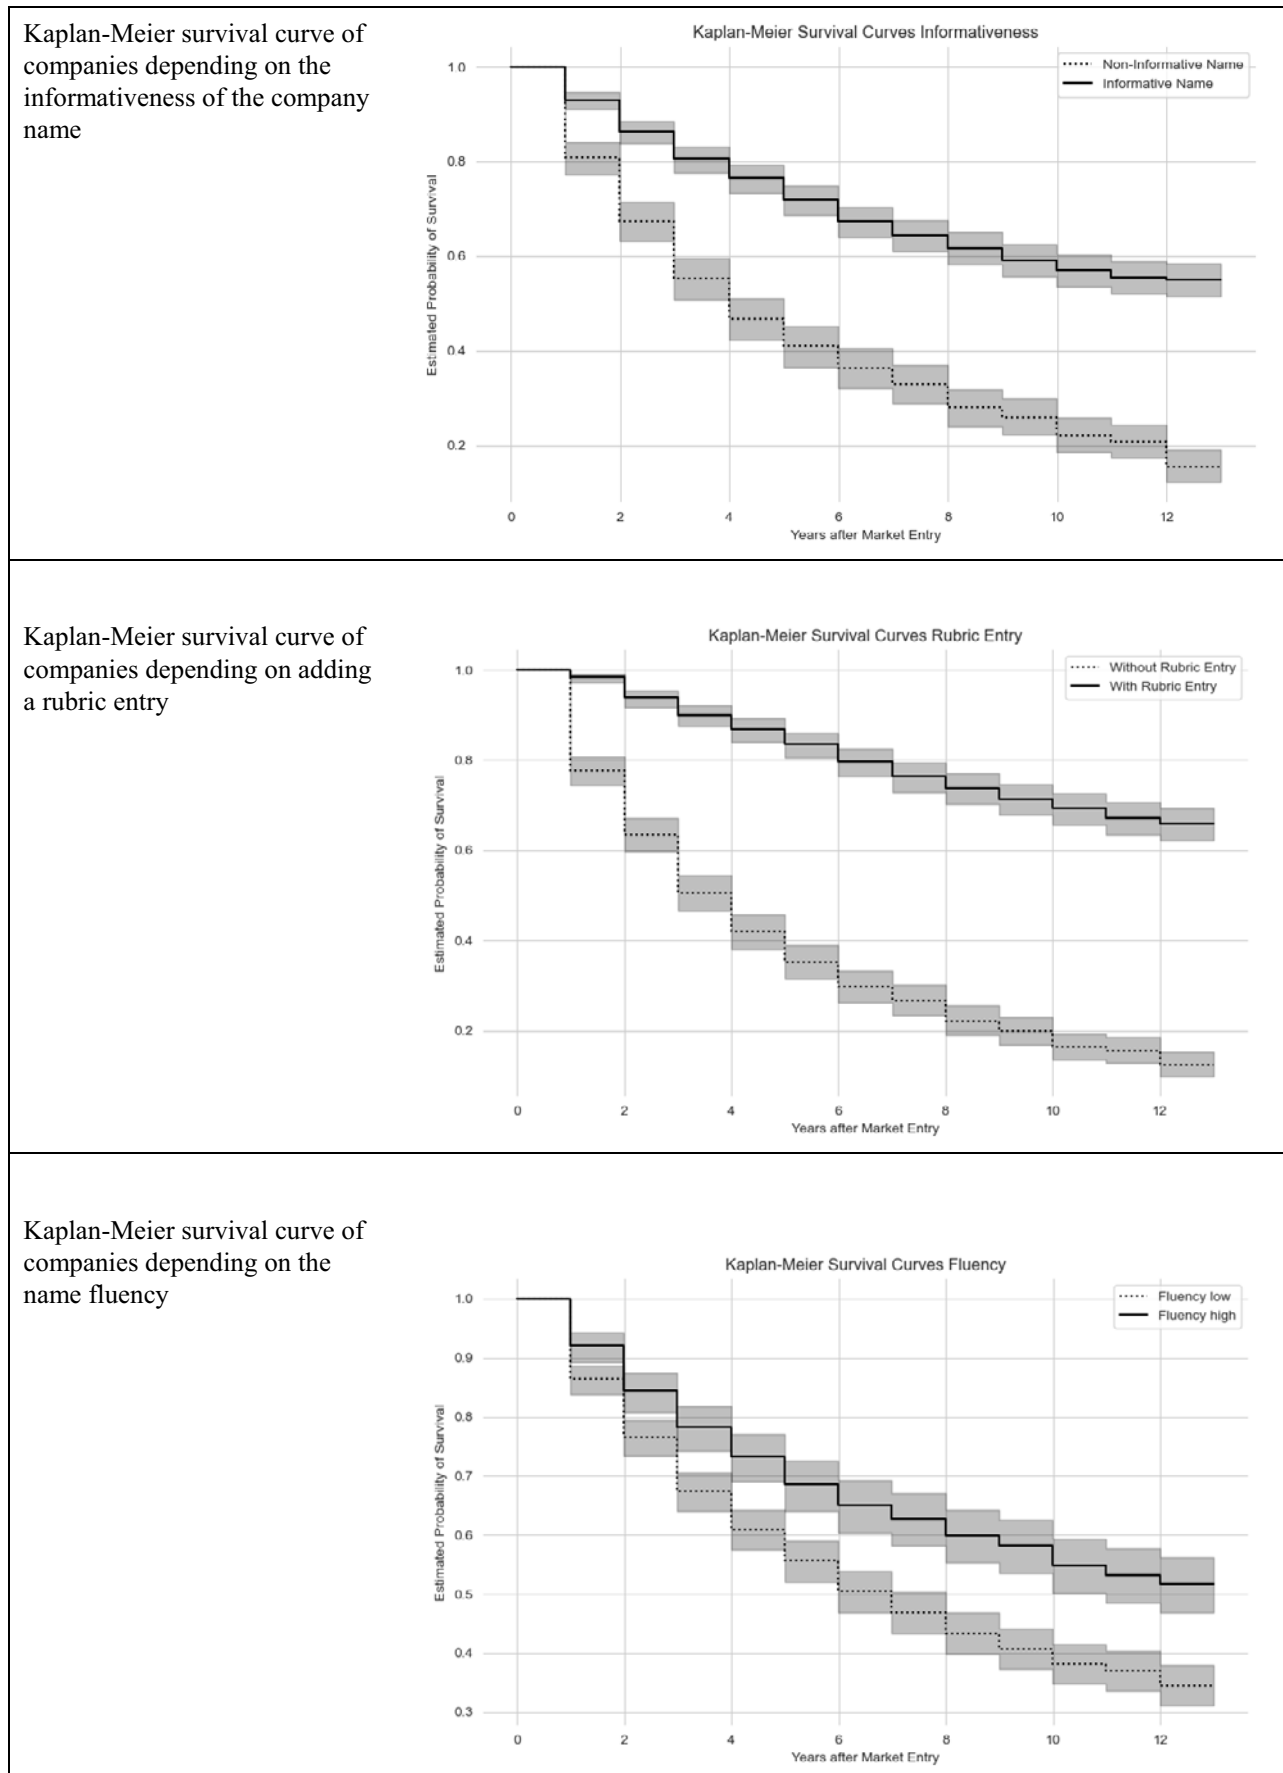 Kaplan-Meier survival curve of
companies depending on the
informativeness of the company
name
Kaplan-Meier Survival Curves Informativeness
Non-Informative Name
Informative Name
Estimated Probability of Survival
1.0
0.8
0.6
0.4
0.2
0 2 4 6 8 10 12
Years after Market Entry
Kaplan-Meier survival curve of
companies depending on adding
a rubric entry
Kaplan-Meier Survival Curves Rubric Entry
Without Rubric Entry
With Rubric Entry
Estimated Probability of Survival
1.0
0.8
0.6
0.4
0.2
0 2 4 6 8 10 12
Years after Market Entry
Kaplan-Meier survival curve of
companies depending on the
name fluency
Kaplan-Meier Survival Curves Fluency
Fluency low
Fluency high
Estimated Probability of Survival
1.0
0.9
0.8
0.7
0.6
0.5
0.4
0.3
0 2 4 6 8 10 12
Years after Market Entry